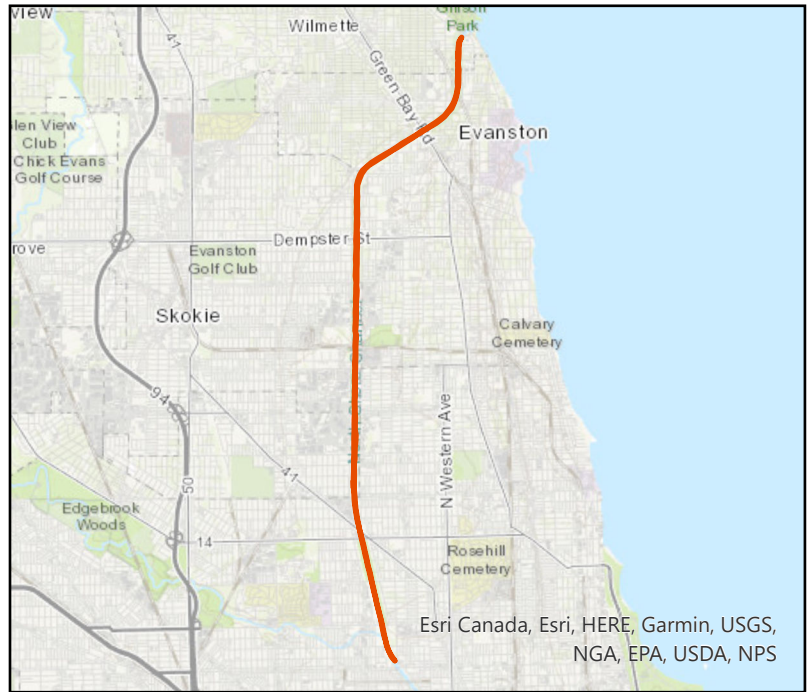 view
Wilmette
Gillson
Park
41
Green Bay Rd
Evanston
len View
Club
Chick Evans
Golf Course
rove
Dempster St
Evanston
Golf Club
Skokie
Calvary
Cemetery
94
N Western Ave
50
41
Edgebrook
Woods
14
Rosehill
Cemetery
Esri Canada, Esri, HERE, Garmin, USGS,
NGA, EPA, USDA, NPS